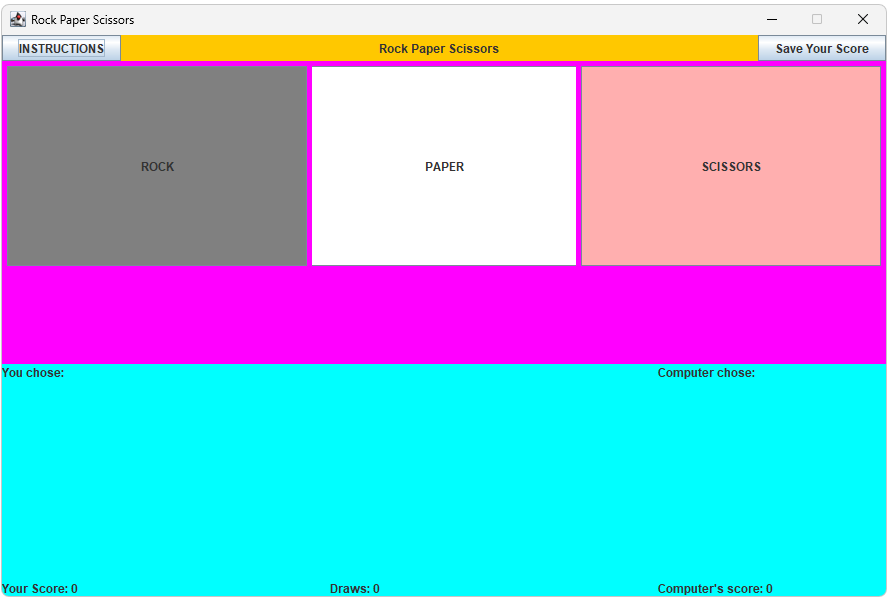 Rock Paper Scissors
INSTRUCTIONS Rock Paper Scissors Save Your Score
ROCK PAPER SCISSORS
You chose: Computer chose:
Your Score: 0 Draws: 0 Computer's score: 0